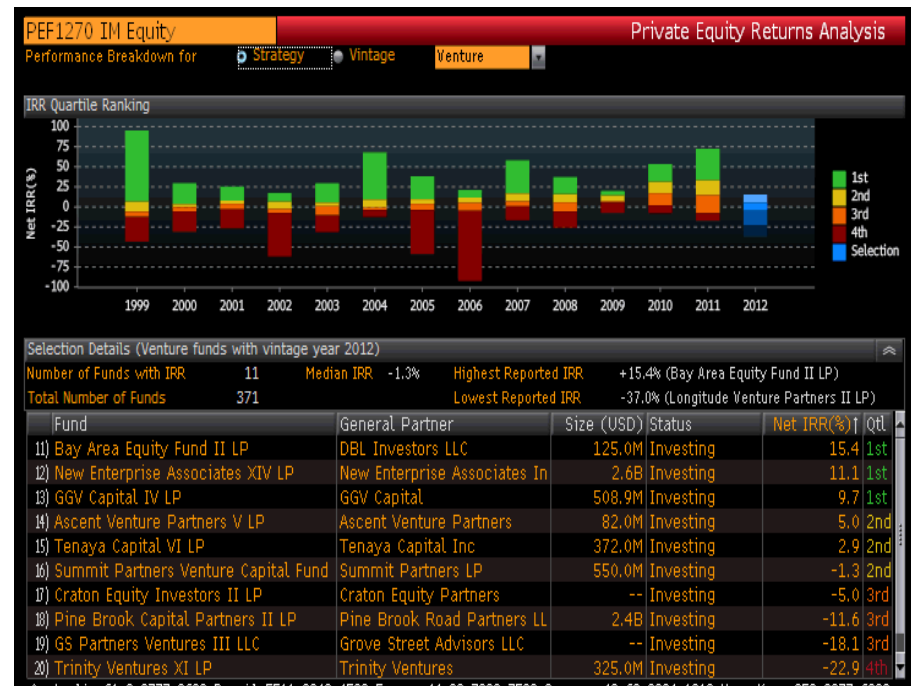 PEF1270 IM Equity Private Equity Returns Analysis
Performance Breakdown for Strategy Vintage Venture
IRR Quartile Ranking
100
75
50
25
0
-25
-50
-75
-100
Net IRR(%)
1st
2nd
3rd
4th
Selection
1999 2000 2001 2002 2003 2004 2005 2006 2007 2008 2009 2010 2011 2012
Selection Details (Venture funds with vintage year 2012)
Number of Funds with IRR 11 Median IRR -1.3% Highest Reported IRR +15.4% (Bay Area Equity Fund II LP)
Total Number of Funds 371 Lowest Reported IRR -37.0% (Longitude Venture Partners II LP)
Fund General Partner Size (USD) Status Net IRR(%)↑ Qtl
11) Bay Area Equity Fund II LP DBL Investors LLC 125.0M Investing 15.4 1st
12) New Enterprise Associates XIV LP New Enterprise Associates In 2.6B Investing 11.1 1st
13) GGV Capital IV LP GGV Capital 508.9M Investing 9.7 1st
14) Ascent Venture Partners V LP Ascent Venture Partners 82.0M Investing 5.0 2nd
15) Tenaya Capital VI LP Tenaya Capital Inc 372.0M Investing 2.9 2nd
16) Summit Partners Venture Capital Fund Summit Partners LP 550.0M Investing -1.3 2nd
17) Craton Equity Investors II LP Craton Equity Partners -- Investing -5.0 3rd
18) Pine Brook Capital Partners II LP Pine Brook Road Partners LL 2.4B Investing -11.6 3rd
19) GS Partners Ventures III LLC Grove Street Advisors LLC -- Investing -18.1 3rd
20) Trinity Ventures XI LP Trinity Ventures 325.0M Investing -22.9 4th